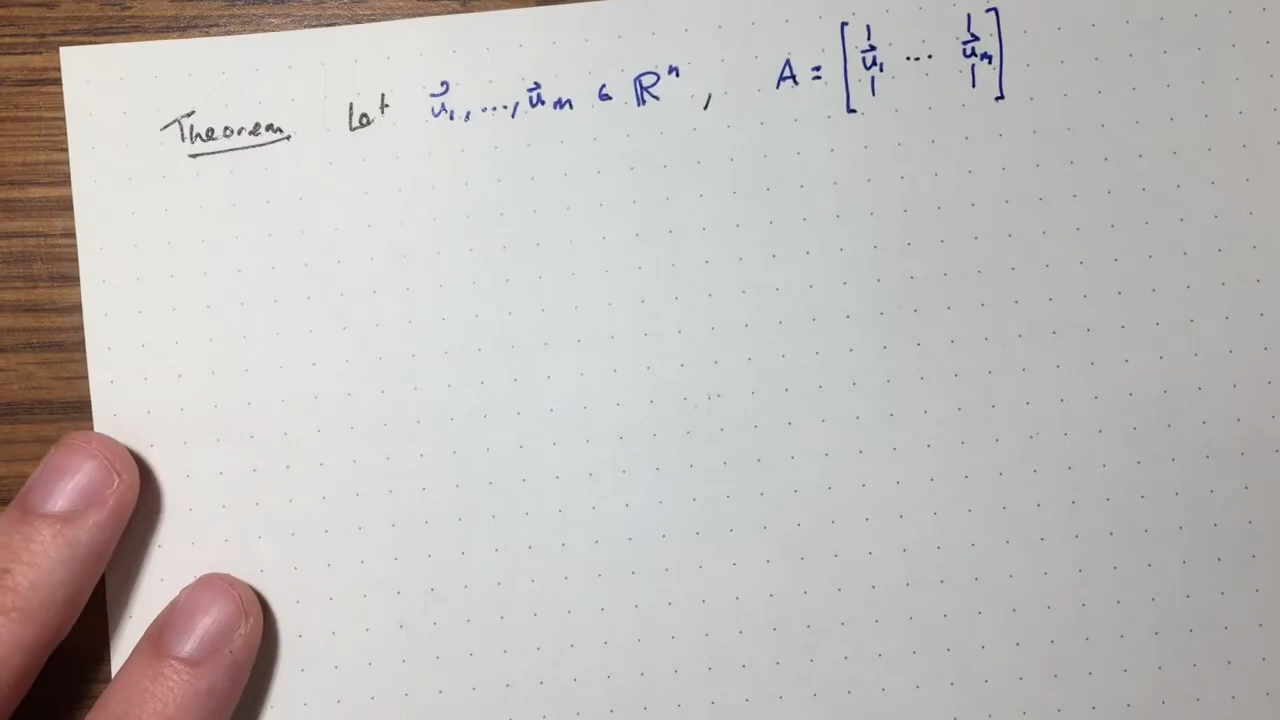 Theorem Let u⃗₁, ..., u⃗ₘ ∈ ℝⁿ, A = [u⃗₁ ... u⃗ₘ]